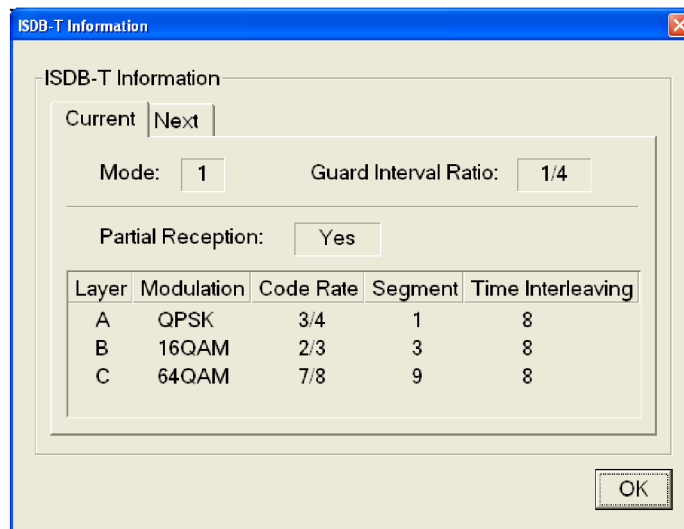 ISDB-T Information
ISDB-T Information
Current Next
Mode: 1 Guard Interval Ratio: 1/4
Partial Reception: Yes
Layer Modulation Code Rate Segment Time Interleaving
A QPSK 3/4 1 8
B 16QAM 2/3 3 8
C 64QAM 7/8 9 8
OK